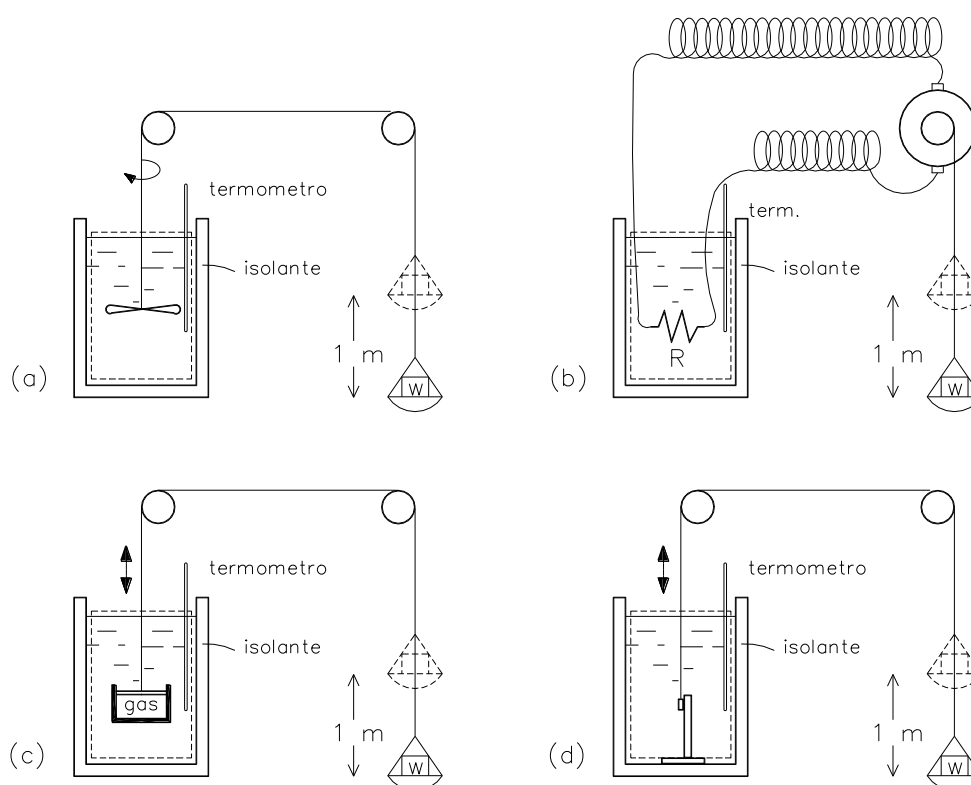 termometro
isolante
1 m
W
(a)
term.
isolante
R
1 m
W
(b)
termometro
isolante
gas
1 m
W
(c)
termometro
isolante
1 m
W
(d)